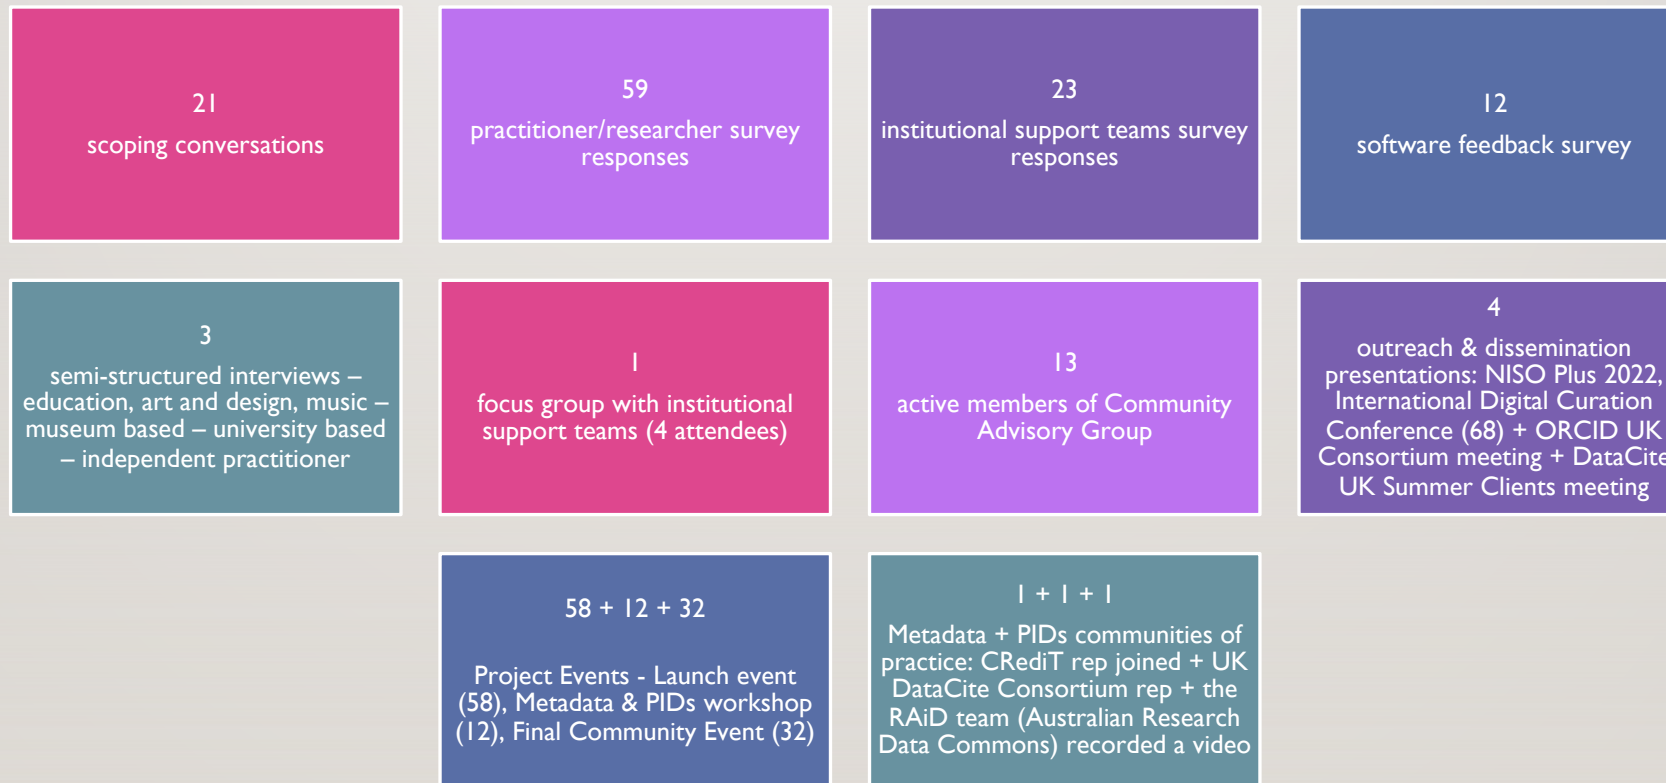 21
scoping conversations
59
practitioner/researcher survey
responses
23
institutional support teams survey
responses
12
software feedback survey
3
semi-structured interviews –
education, art and design, music –
museum based – university based
– independent practitioner
1
focus group with institutional
support teams (4 attendees)
13
active members of Community
Advisory Group
4
outreach & dissemination
presentations: NISO Plus 2022,
International Digital Curation
Conference (68) + ORCID UK
Consortium meeting + DataCite
UK Summer Clients meeting
58 + 12 + 32
Project Events - Launch event
(58), Metadata & PIDs workshop
(12), Final Community Event (32)
1 + 1 + 1
Metadata + PIDs communities of
practice: CRediT rep joined + UK
DataCite Consortium rep + the
RAiD team (Australian Research
Data Commons) recorded a video